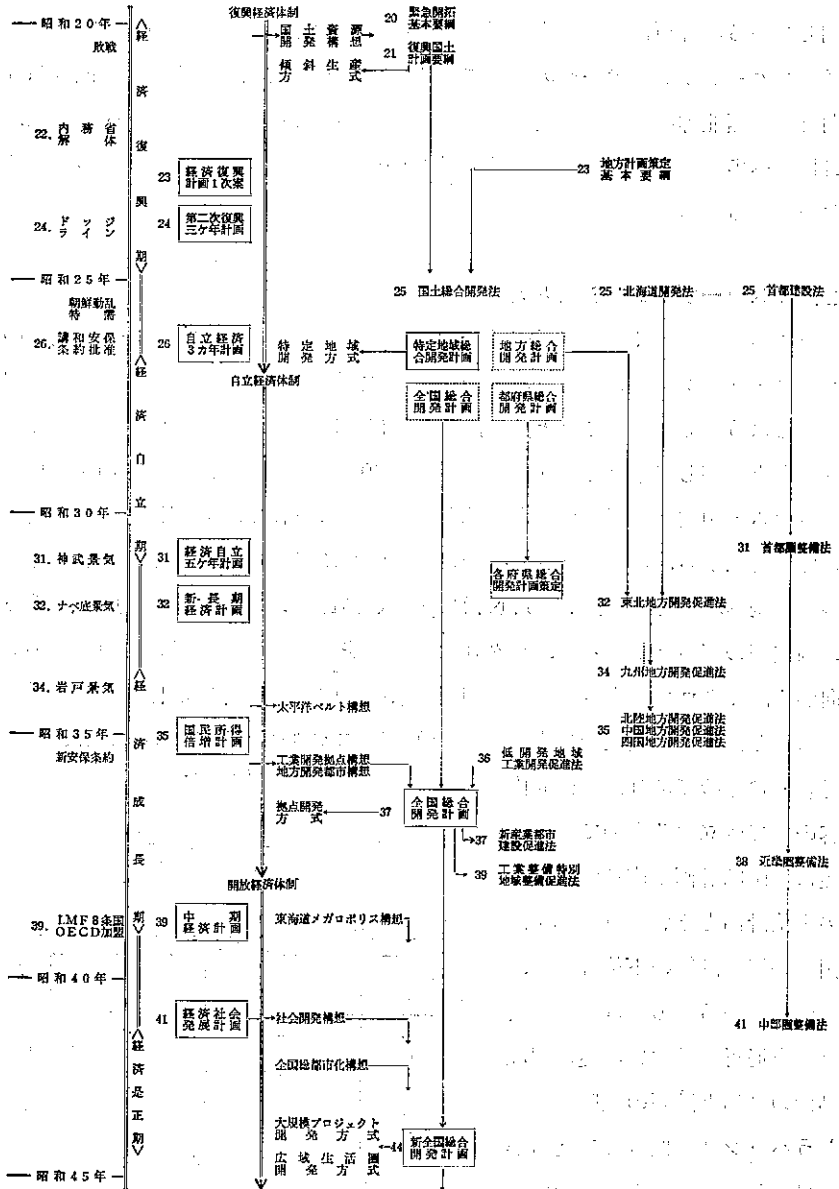 復興経済体制
昭和20年
敗戦
経済復興期
国土資源
開発構想
20 緊急開拓
基本要綱
21 復興国土
計画要綱
傾斜生産
方式
22. 内務省
解体
23 経済復興
計画1次案
23 地方計画策定
基本要綱
24. ドッジ
ライン
24 第二次復興
三ケ年計画
昭和25年
25 国土総合開発法
25 北海道開発法
25 首都建設法
朝鮮動乱
特需
26. 講和安保
条約批准
26 自立経済
3カ年計画
特定地域
開発方式
特定地域総
合開発計画
地方総合
開発計画
自立経済体制
経済自立期
全国総合
開発計画
都府県総合
開発計画
昭和30年
31. 神武景気
31 経済自立
五ケ年計画
31 首都圏整備法
各府県総合
開発計画策定
32. ナベ底景気
32 新・長期
経済計画
32 東北地方開発促進法
34. 岩戸景気
34 九州地方開発促進法
経済成長期
太平洋ベルト構想
昭和35年
35 国民所得
倍増計画
35 北陸地方開発促進法
中国地方開発促進法
四国地方開発促進法
新安保条約
工業開発拠点構想
地方開発都市構想
36 低開発地域
工業開発促進法
拠点開発
方式
37 全国総合
開発計画
37 新産業都市
建設促進法
38 近畿圏整備法
39 工業整備特別
地域整備促進法
開放経済体制
39. I.M.F8条国
OECD加盟
39 中期
経済計画
東海道メガロポリス構想
昭和40年
41 経済社会
発展計画
社会開発構想
41 中部圏整備法
経済是正期
全国総都市化構想
大規模プロジェクト
開発方式
44 新全国総合
開発計画
広域生活圏
開発方式
昭和45年